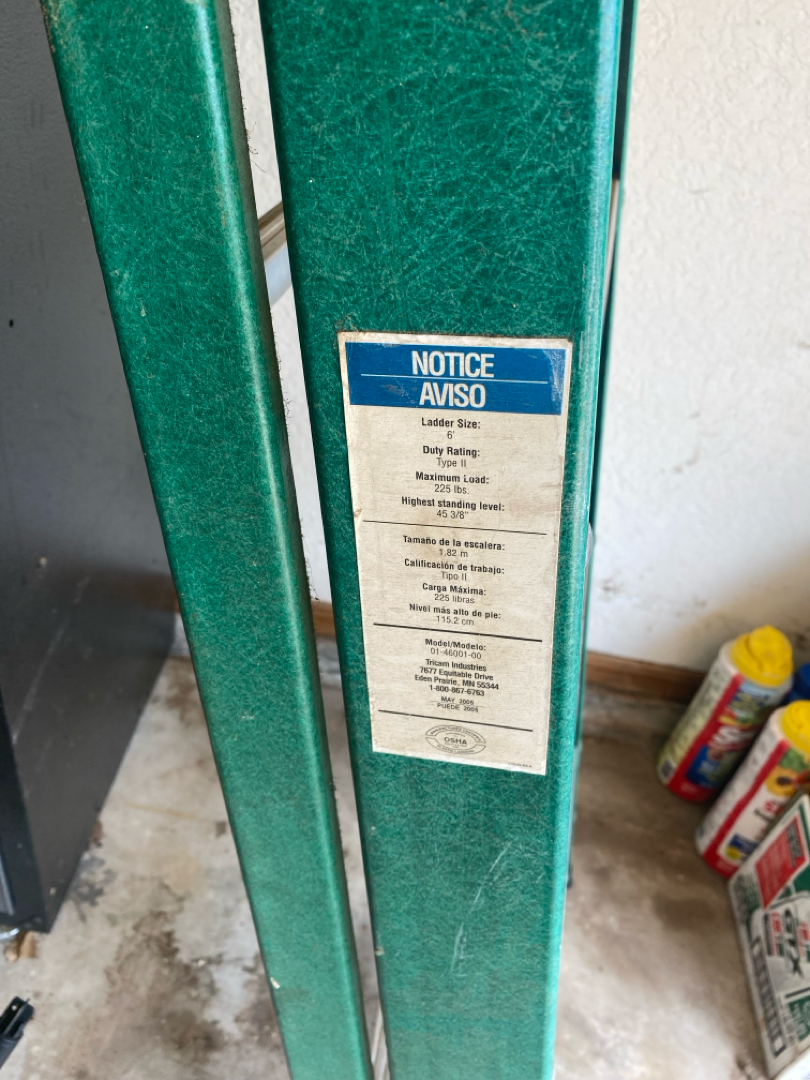 NOTICE
AVISO
Ladder Size:
6'
Duty Rating:
Type II
Maximum Load:
225 lbs.
Highest standing level:
45 3/8"
Tamaño de la escalera:
1.82 m
Calificación de trabajo:
Tipo II
Carga Máxima:
225 libras
Nivel más alto de pie:
115.2 cm
Model/Modelo:
01-46001-00
Tricam Industries
7677 Equitable Drive
Eden Prairie, MN 55344
1-800-867-6763
MAY 2005
PUEDE 2005
OSHA
GTX